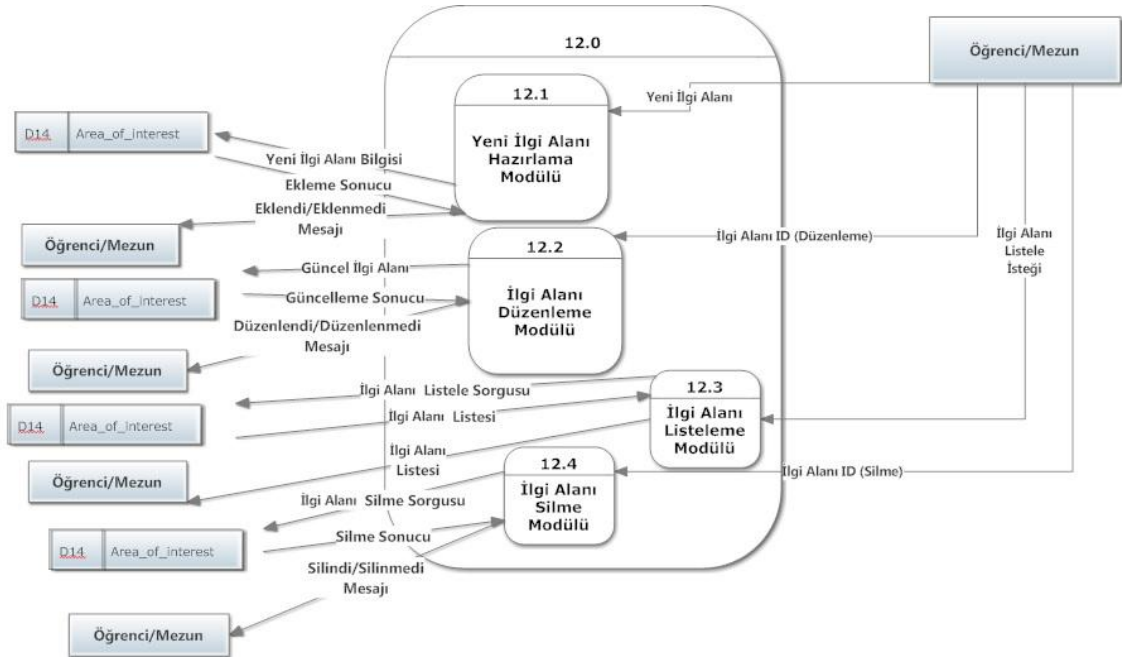 12.0
Öğrenci/Mezun
12.1
Yeni İlgi Alanı
Yeni İlgi Alanı
Hazırlama
Modülü
D14 Area_of_interest
Yeni İlgi Alanı Bilgisi
Ekleme Sonucu
Eklendi/Eklenmedi
Mesajı
Öğrenci/Mezun
12.2
İlgi Alanı
Düzenleme
Modülü
İlgi Alanı ID (Düzenleme)
İlgi Alanı
Listele
İsteği
Güncel İlgi Alanı
D14 Area_of_interest
Güncelleme Sonucu
Düzenlendi/Düzenlenmedi
Mesajı
Öğrenci/Mezun
12.3
İlgi Alanı
Listeleme
Modülü
İlgi Alanı Listele Sorgusu
D14 Area_of_interest
İlgi Alanı Listesi
İlgi Alanı
Listesi
Öğrenci/Mezun
12.4
İlgi Alanı
Silme
Modülü
İlgi Alanı ID (Silme)
İlgi Alanı Silme Sorgusu
D14 Area_of_interest
Silme Sonucu
Silindi/Silinmedi
Mesajı
Öğrenci/Mezun